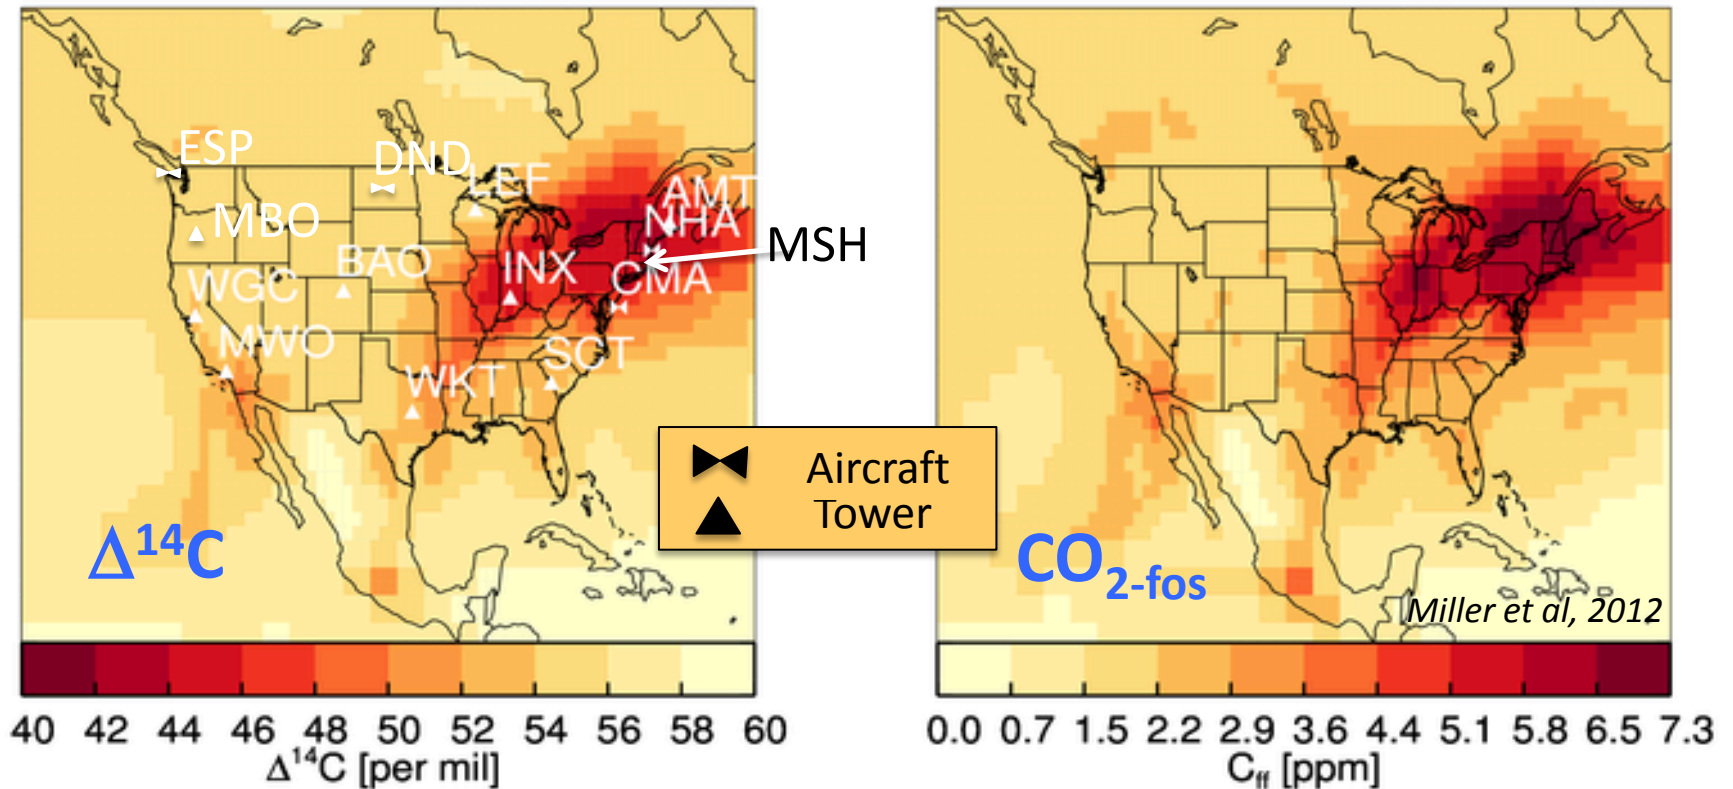 ESP
DND
LEF
AMT
MBO
NHA
MSH
BAO
INX
CMA
WGC
MWO
SCT
WKT
Aircraft
Tower
Δ¹⁴C
CO₂₋fos
Miller et al, 2012
40 42 44 46 48 50 52 54 56 58 60
Δ¹⁴C [per mil]
0.0 0.7 1.5 2.2 2.9 3.6 4.4 5.1 5.8 6.5 7.3
Cff [ppm]